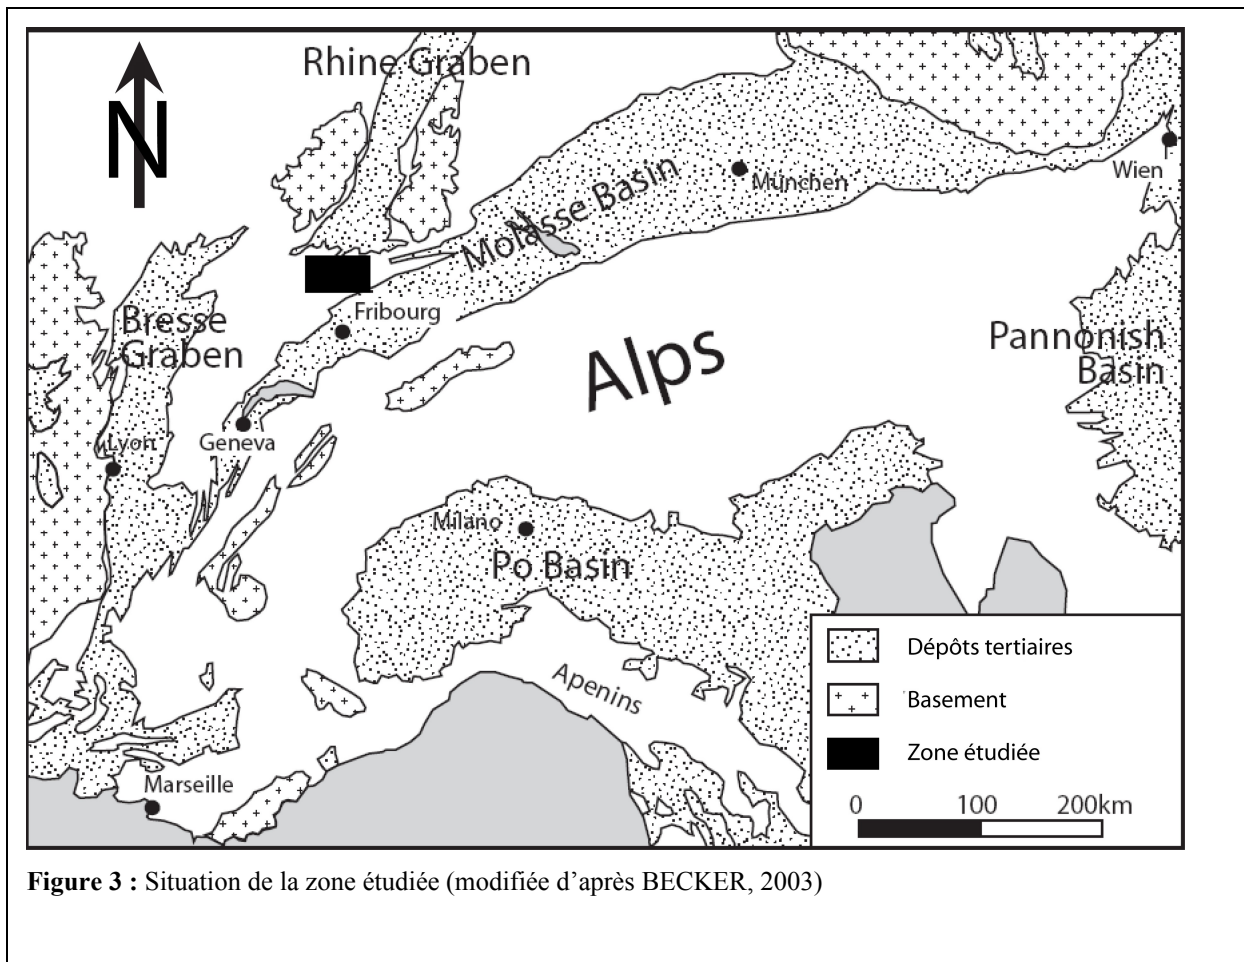 Rhine Graben
N
Molasse Basin
München
Wien
Fribourg
Bresse
Graben
Alps
Pannonish
Basin
Lyon
Geneva
Milano
Po Basin
Apenins
Marseille
Dépôts tertiaires
Basement
Zone étudiée
0 100 200km
Figure 3 : Situation de la zone étudiée (modifiée d'après BECKER, 2003)